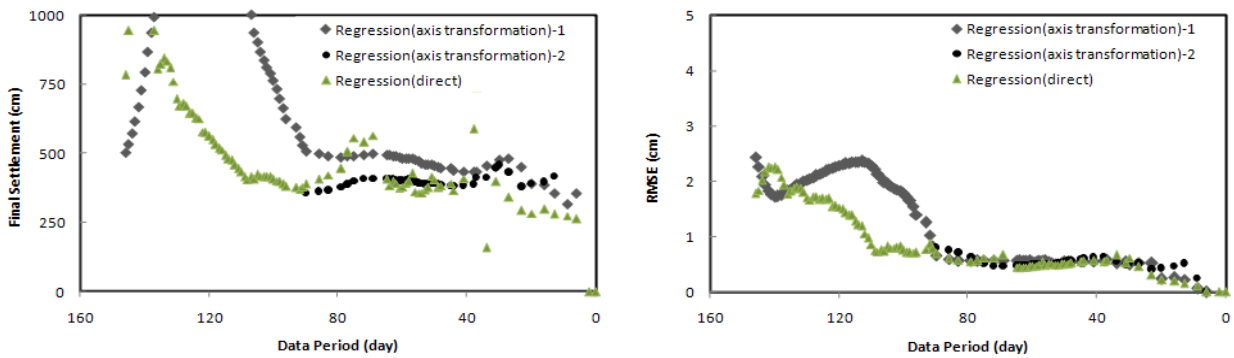 1000
750
500
250
0
Final Settlement (cm)
160
120
80
40
0
Data Period (day)
Regression(axis transformation)-1
Regression(axis transformation)-2
Regression(direct)
5
4
3
2
1
0
RMSE (cm)
160
120
80
40
0
Data Period (day)
Regression(axis transformation)-1
Regression(axis transformation)-2
Regression(direct)